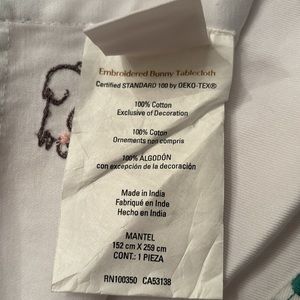 Embroidered Bunny Tablecloth
Certified STANDARD 100 by OEKO-TEX®
100% Cotton
Exclusive of Decoration
100% Coton
Ornements non compris
100% ALGODÓN
con excepción de la decoración
Made in India
Fabriqué en Inde
Hecho en India
MANTEL
152 cm X 259 cm
CONT.: 1 PIEZA
RN100350 CA53138